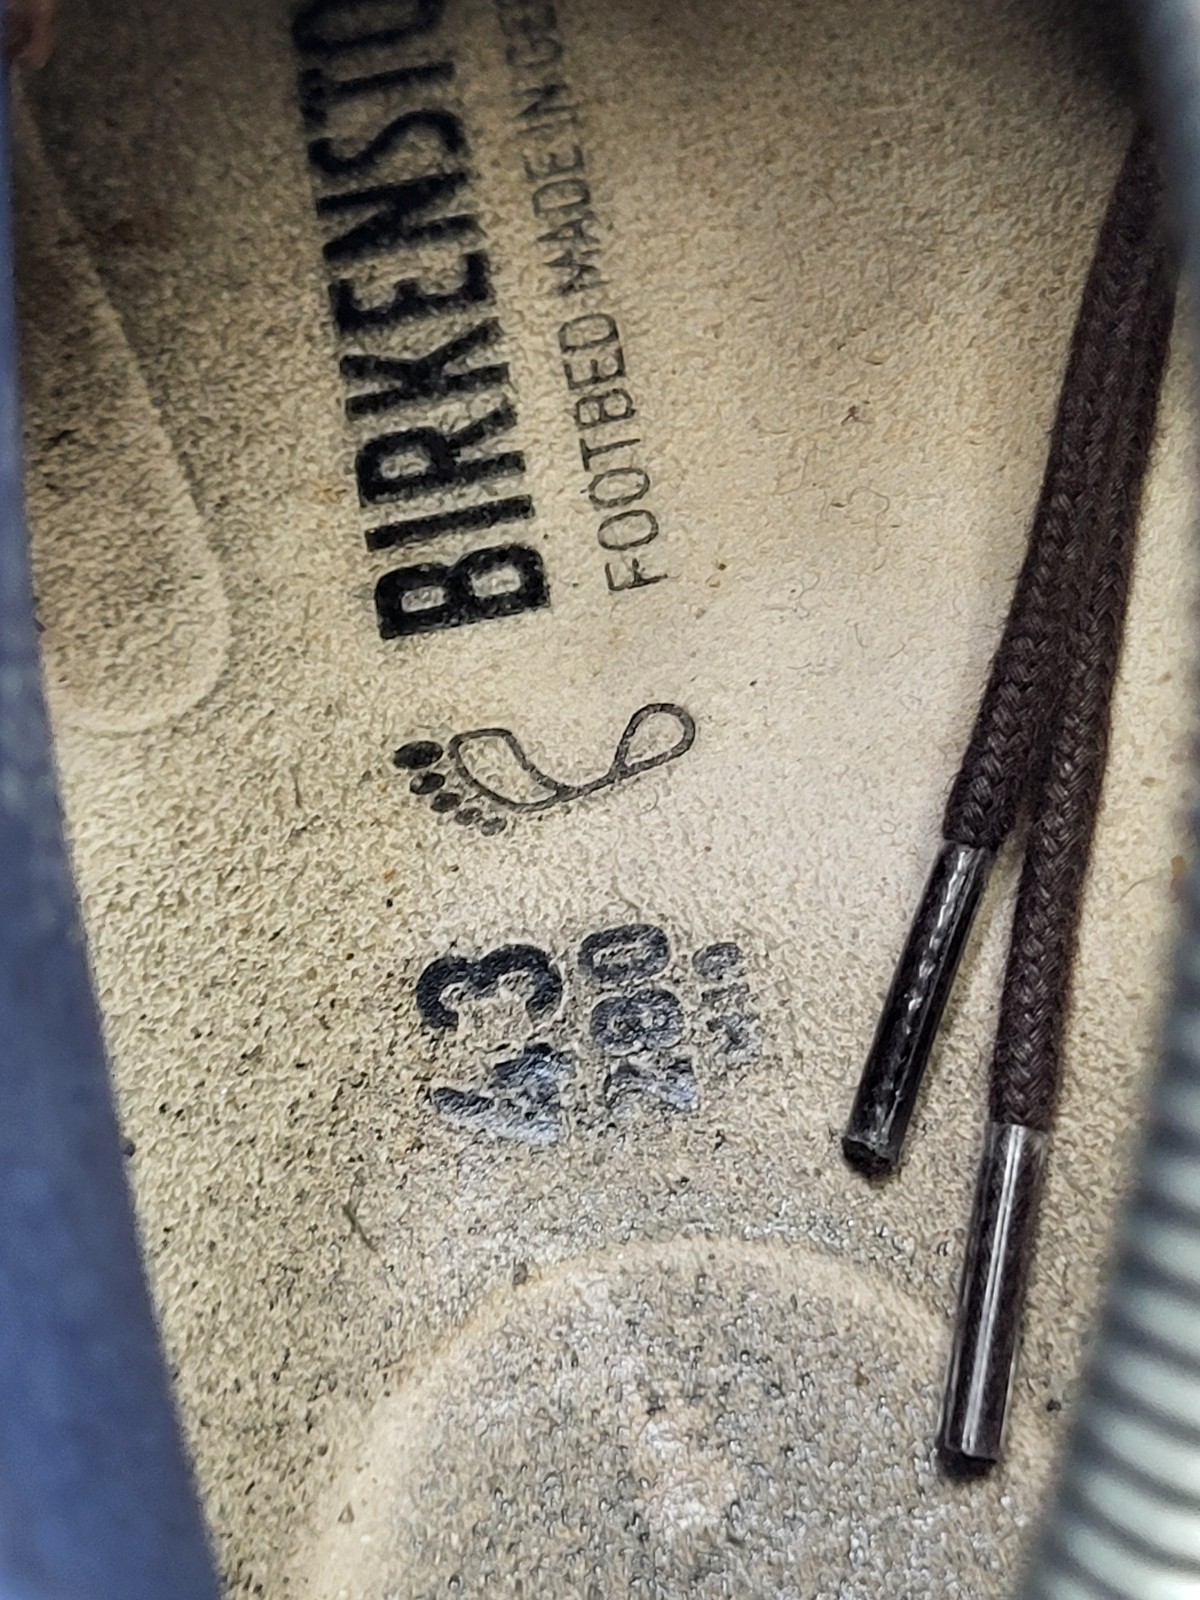 BIRKENSTO
FOOTBED MADE IN GE
43
280